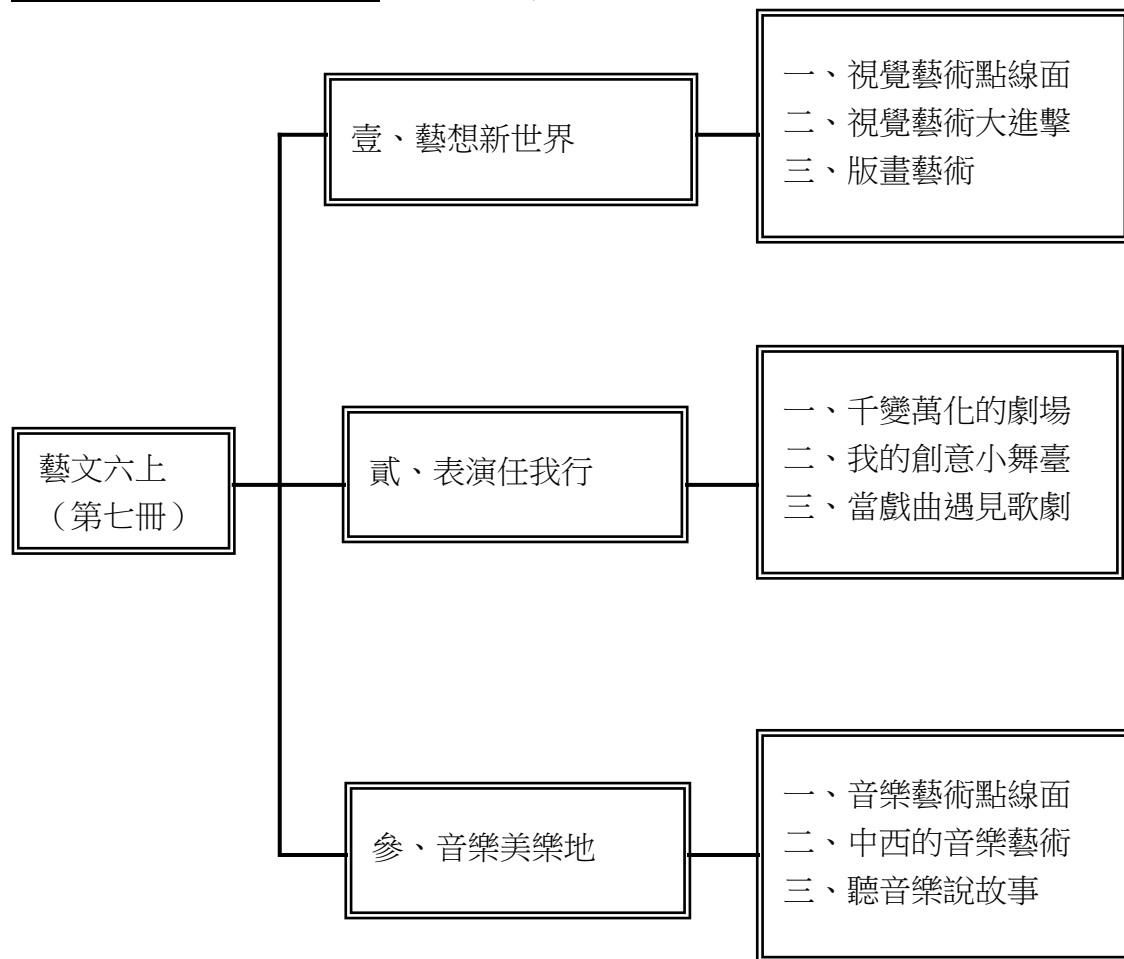 藝文六上
（第七冊）
壹、藝想新世界
一、視覺藝術點線面
二、視覺藝術大進擊
三、版畫藝術
貳、表演任我行
一、千變萬化的劇場
二、我的創意小舞臺
三、當戲曲遇見歌劇
參、音樂美樂地
一、音樂藝術點線面
二、中西的音樂藝術
三、聽音樂說故事